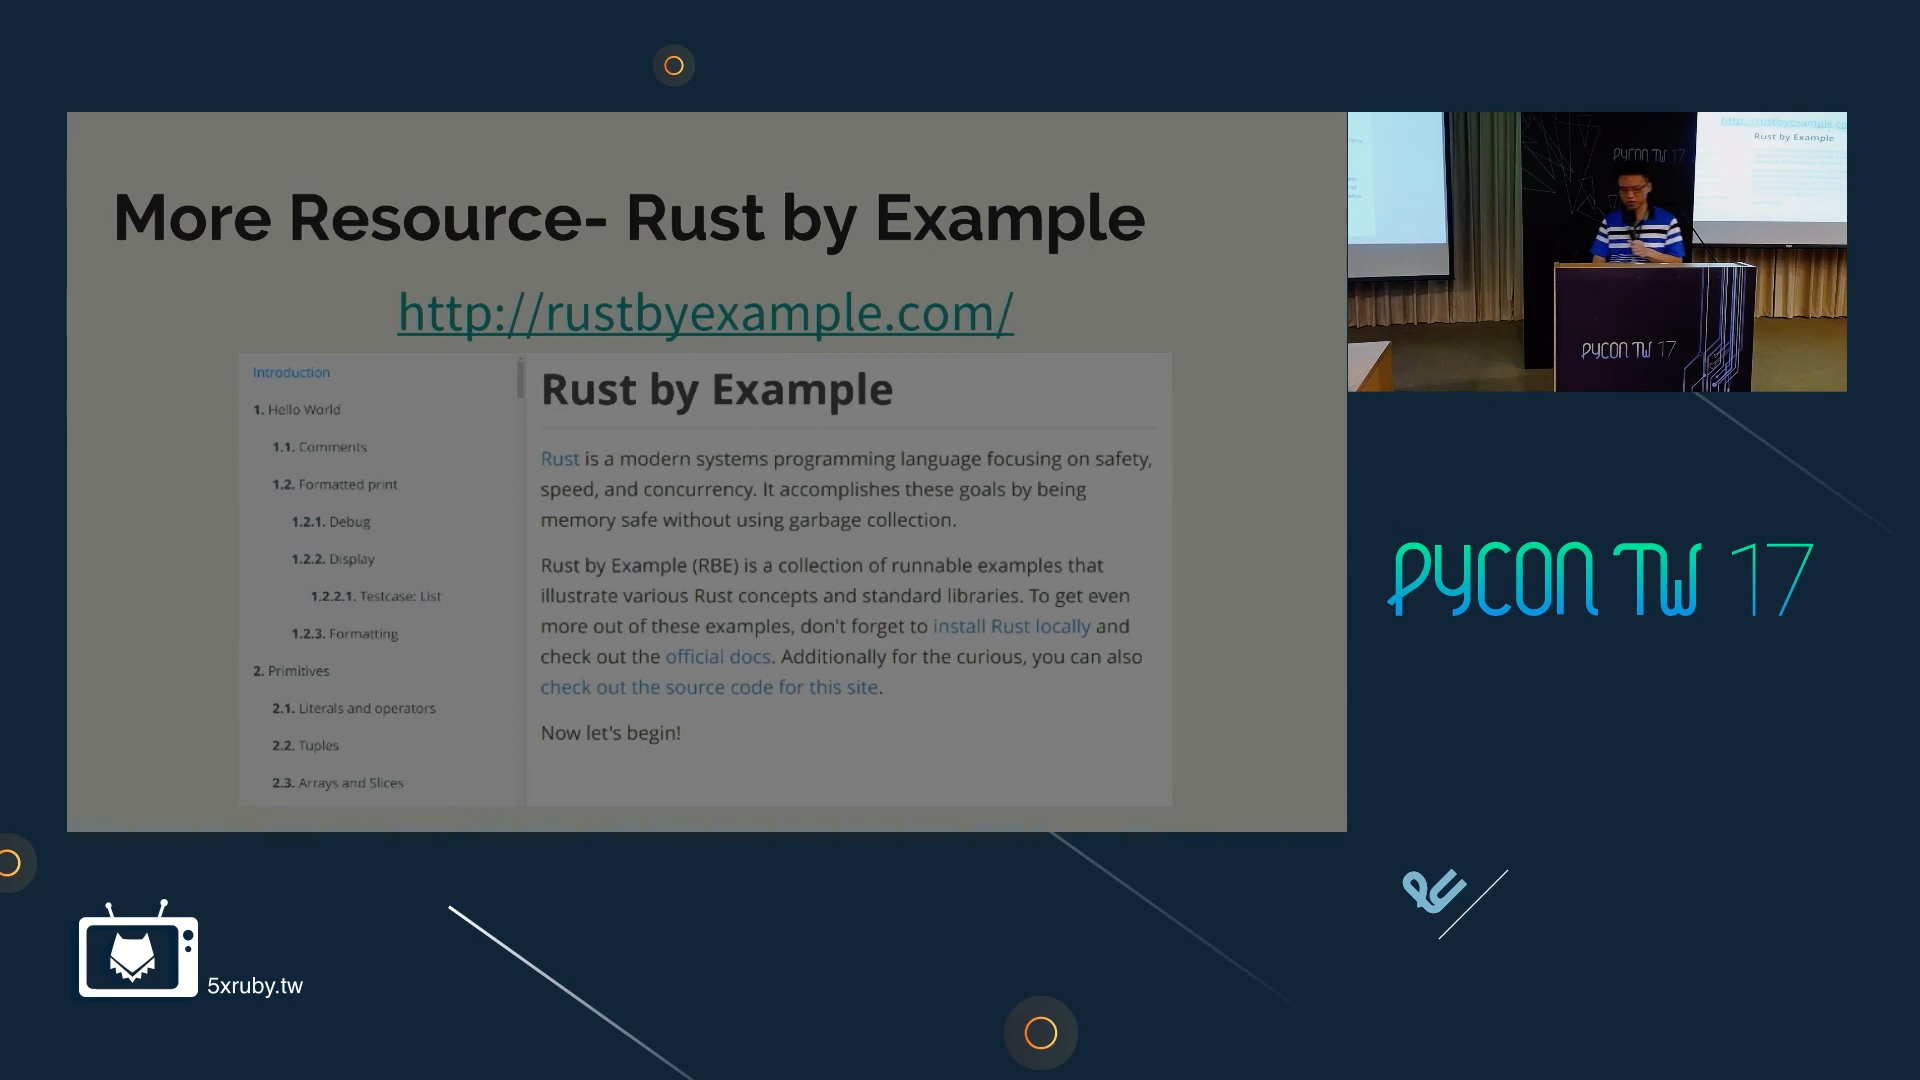 More Resource- Rust by Example
http://rustbyexample.com/
Introduction
1. Hello World
1.1. Comments
1.2. Formatted print
1.2.1. Debug
1.2.2. Display
1.2.2.1. Testcase: List
1.2.3. Formatting
2. Primitives
2.1. Literals and operators
2.2. Tuples
2.3. Arrays and Slices
Rust by Example
Rust is a modern systems programming language focusing on safety,
speed, and concurrency. It accomplishes these goals by being
memory safe without using garbage collection.
Rust by Example (RBE) is a collection of runnable examples that
illustrate various Rust concepts and standard libraries. To get even
more out of these examples, don't forget to install Rust locally and
check out the official docs. Additionally for the curious, you can also
check out the source code for this site.
Now let's begin!
PYCON TW 17
http://rustbyexample.co
Rust by Example
PYCON TW 17
PYCON TW 17
5xruby.tw